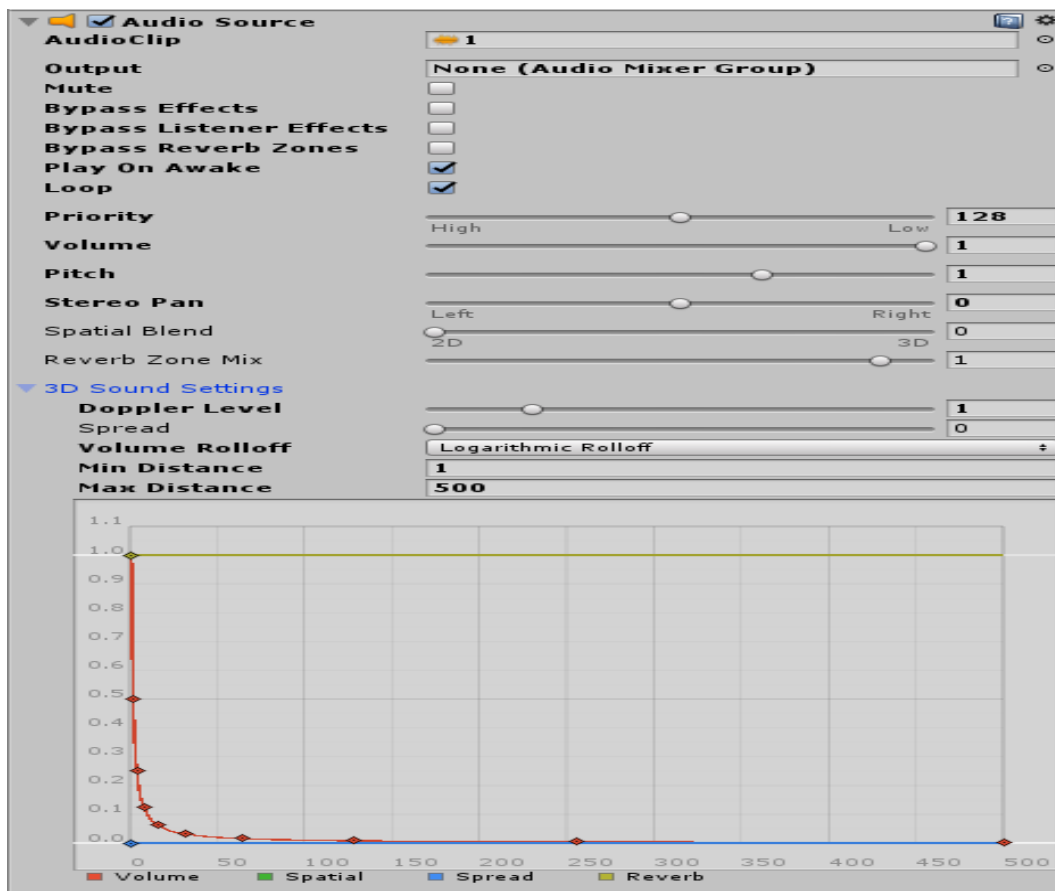 Audio Source
AudioClip 1
Output None (Audio Mixer Group)
Mute
Bypass Effects
Bypass Listener Effects
Bypass Reverb Zones
Play On Awake
Loop
Priority 128
High Low
Volume 1
Pitch 1
Stereo Pan 0
Left Right
Spatial Blend 0
2D 3D
Reverb Zone Mix 1
3D Sound Settings
Doppler Level 1
Spread 0
Volume Rolloff Logarithmic Rolloff
Min Distance 1
Max Distance 500
1.1
1.0
0.9
0.8
0.7
0.6
0.5
0.4
0.3
0.2
0.1
0.0
0 50 100 150 200 250 300 350 400 450 500
Volume Spatial Spread Reverb